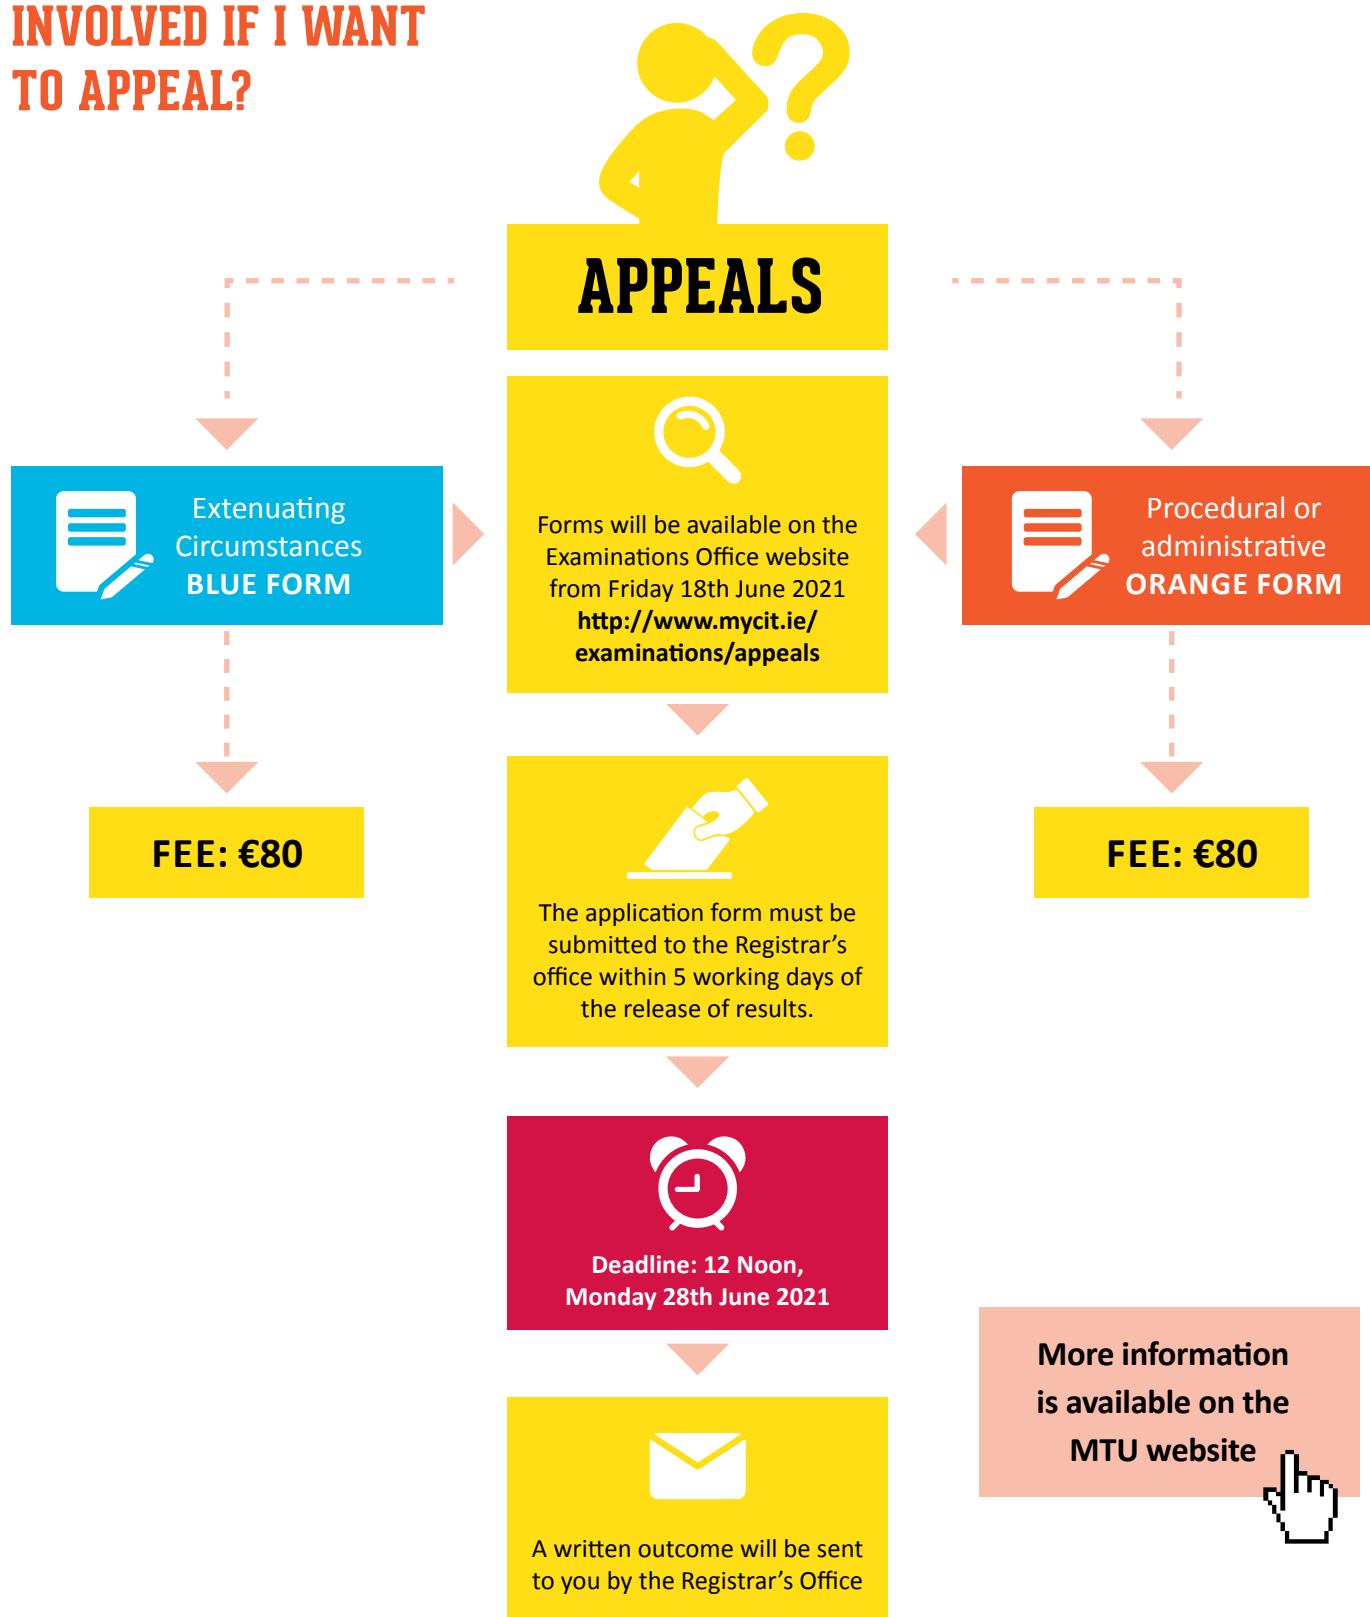 INVOLVED IF I WANT
TO APPEAL?
APPEALS
Extenuating
Circumstances
BLUE FORM
Forms will be available on the
Examinations Office website
from Friday 18th June 2021
http://www.mycit.ie/
examinations/appeals
Procedural or
administrative
ORANGE FORM
FEE: €80
FEE: €80
The application form must be
submitted to the Registrar’s
office within 5 working days of
the release of results.
Deadline: 12 Noon,
Monday 28th June 2021
More information
is available on the
MTU website
A written outcome will be sent
to you by the Registrar’s Office